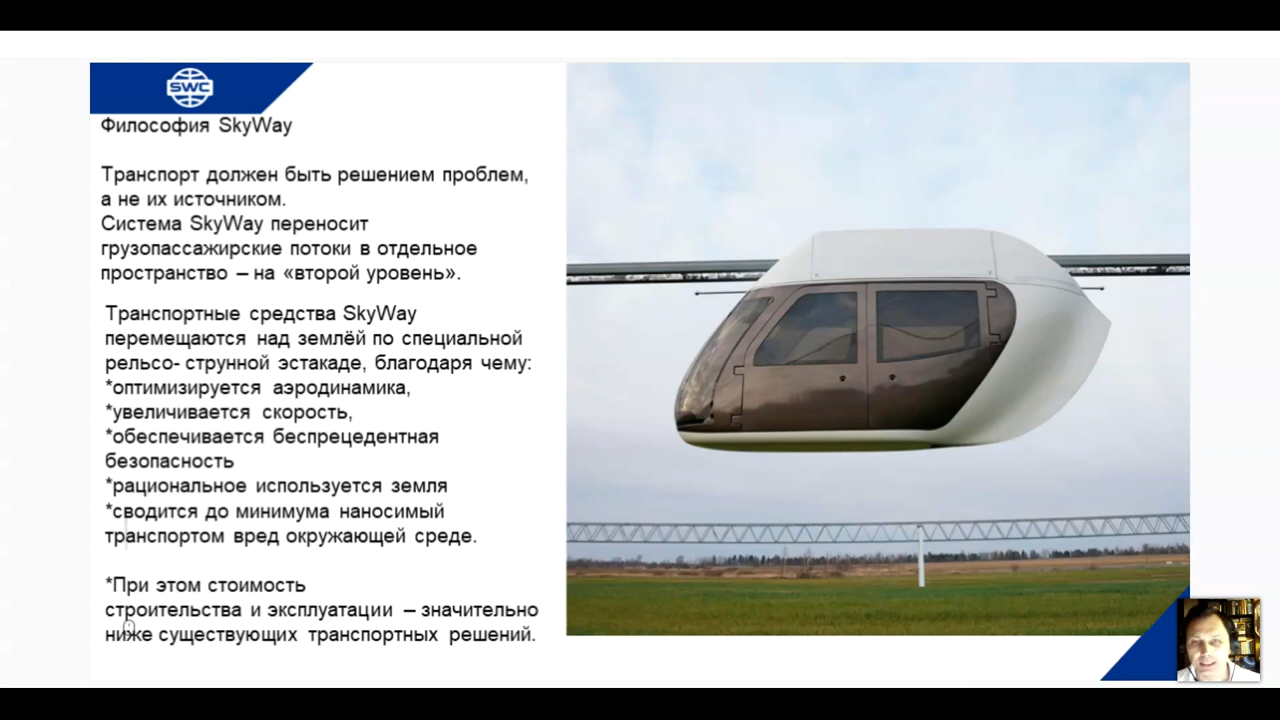 SWC
Философия SkyWay
Транспорт должен быть решением проблем,
а не их источником.
Система SkyWay переносит
грузопассажирские потоки в отдельное
пространство – на «второй уровень».
Транспортные средства SkyWay
перемещаются над землёй по специальной
рельсо- струнной эстакаде, благодаря чему:
*оптимизируется аэродинамика,
*увеличивается скорость,
*обеспечивается беспрецедентная
безопасность
*рациональное используется земля
*сводится до минимума наносимый
транспортом вред окружающей среде.
*При этом стоимость
строительства и эксплуатации – значительно
ниже существующих транспортных решений.